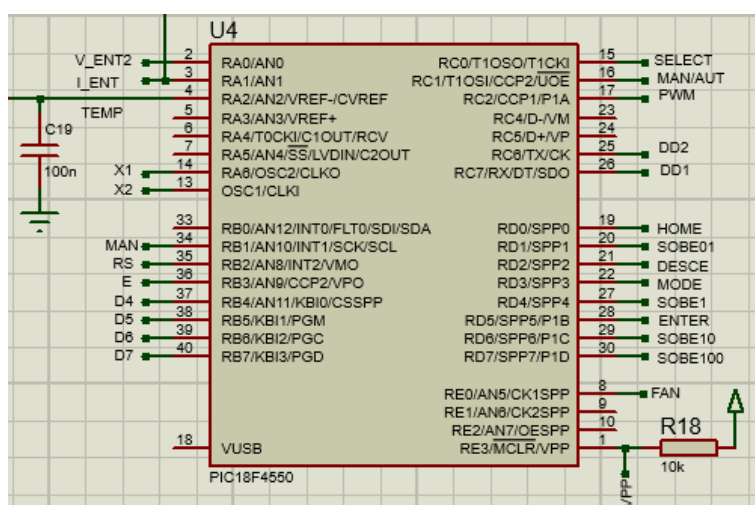 U4
V_ENT2 2 RA0/AN0 RC0/T1OSO/T1CKI 15 SELECT
I_ENT 3 RA1/AN1 RC1/T1OSI/CCP2/UOE 16 MAN/AUT
4 RA2/AN2/VREF-/CVREF RC2/CCP1/P1A 17 PWM
TEMP 5 RA3/AN3/VREF+ RC4/D-/VM 23
C19 6 RA4/T0CKI/C1OUT/RCV RC5/D+/VP 24
7 RA5/AN4/SS/LVDIN/C2OUT RC6/TX/CK 25 DD2
100n X1 14 RA6/OSC2/CLKO RC7/RX/DT/SDO 26 DD1
X2 13 OSC1/CLKI
33 RB0/AN12/INT0/FLT0/SDI/SDA RD0/SPP0 19 HOME
MAN 34 RB1/AN10/INT1/SCK/SCL RD1/SPP1 20 SOBE01
RS 35 RB2/AN8/INT2/VMO RD2/SPP2 21 DESCE
E 36 RB3/AN9/CCP2/VPO RD3/SPP3 22 MODE
D4 37 RB4/AN11/KBI0/CSSPP RD4/SPP4 27 SOBE1
D5 38 RB5/KBI1/PGM RD5/SPP5/P1B 28 ENTER
D6 39 RB6/KBI2/PGC RD6/SPP6/P1C 29 SOBE10
D7 40 RB7/KBI3/PGD RD7/SPP7/P1D 30 SOBE100
RE0/AN5/CK1SPP 8 FAN
RE1/AN6/CK2SPP 9
RE2/AN7/OESPP 10 R18
18 VUSB RE3/MCLR/VPP 1
10k
PIC18F4550
VPP